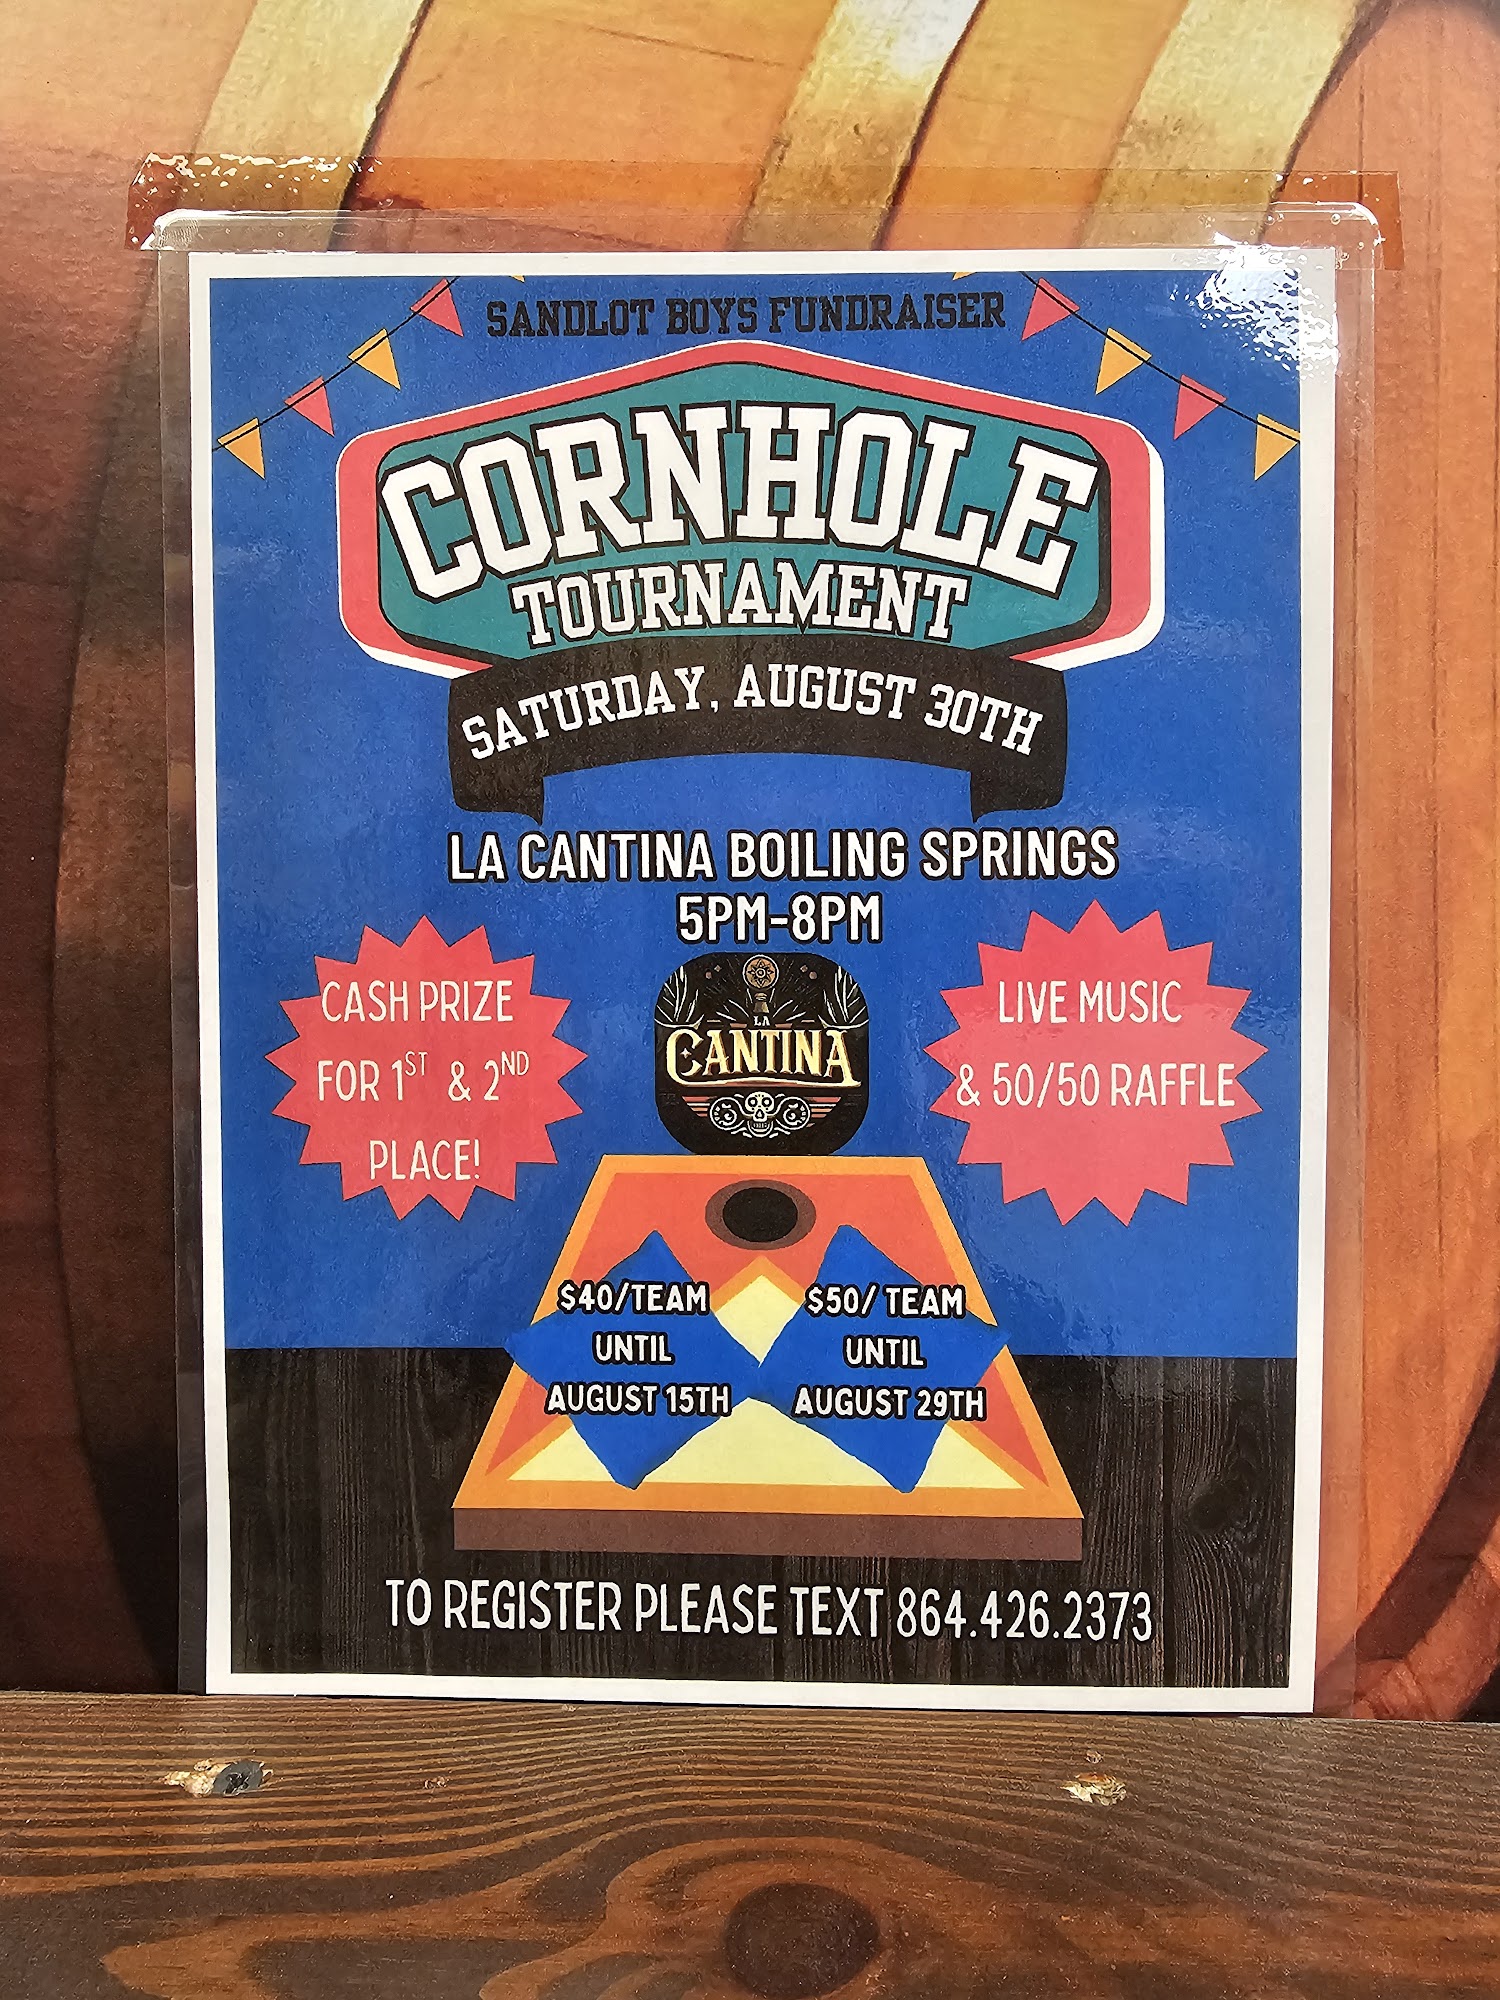 SANDLOT BOYS FUNDRAISER
CORNHOLE
TOURNAMENT
SATURDAY, AUGUST 30TH
LA CANTINA BOILING SPRINGS
5PM-8PM
CASH PRIZE
FOR 1ST & 2ND
PLACE!
LA
CANTINA
LIVE MUSIC
& 50/50 RAFFLE
$40/TEAM
UNTIL
AUGUST 15TH
$50/ TEAM
UNTIL
AUGUST 29TH
TO REGISTER PLEASE TEXT 864.426.2373